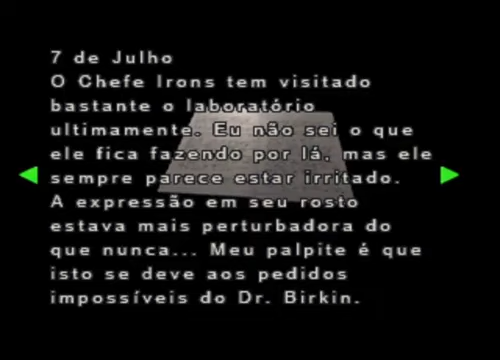 7 de Julho
O Chefe Irons tem visitado
bastante o laboratório
ultimamente. Eu não sei o que
ele fica fazendo por lá, mas ele
sempre parece estar irritado.
A expressão em seu rosto
estava mais perturbadora do
que nunca... Meu palpite é que
isto se deve aos pedidos
impossíveis do Dr. Birkin.